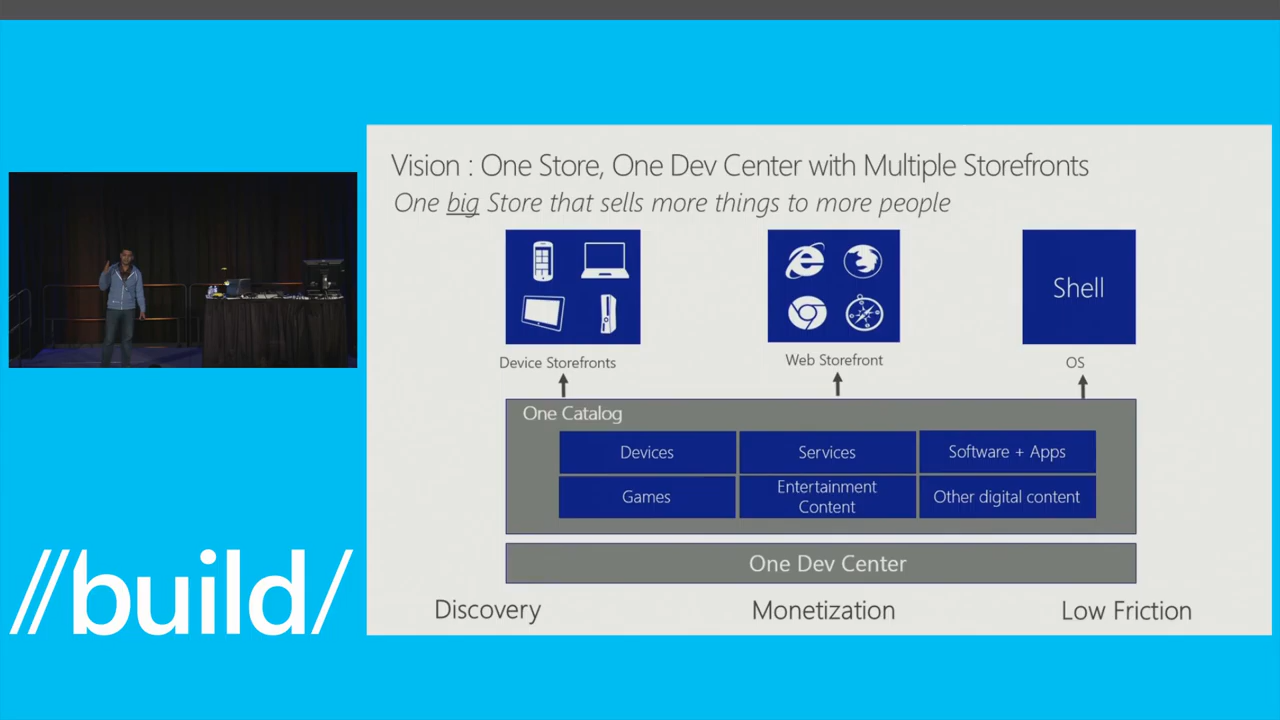 Vision : One Store, One Dev Center with Multiple Storefronts
One big Store that sells more things to more people
Shell
Device Storefronts
Web Storefront
OS
One Catalog
Devices
Services
Software + Apps
Games
Entertainment
Content
Other digital content
One Dev Center
Discovery
Monetization
Low Friction
//build/